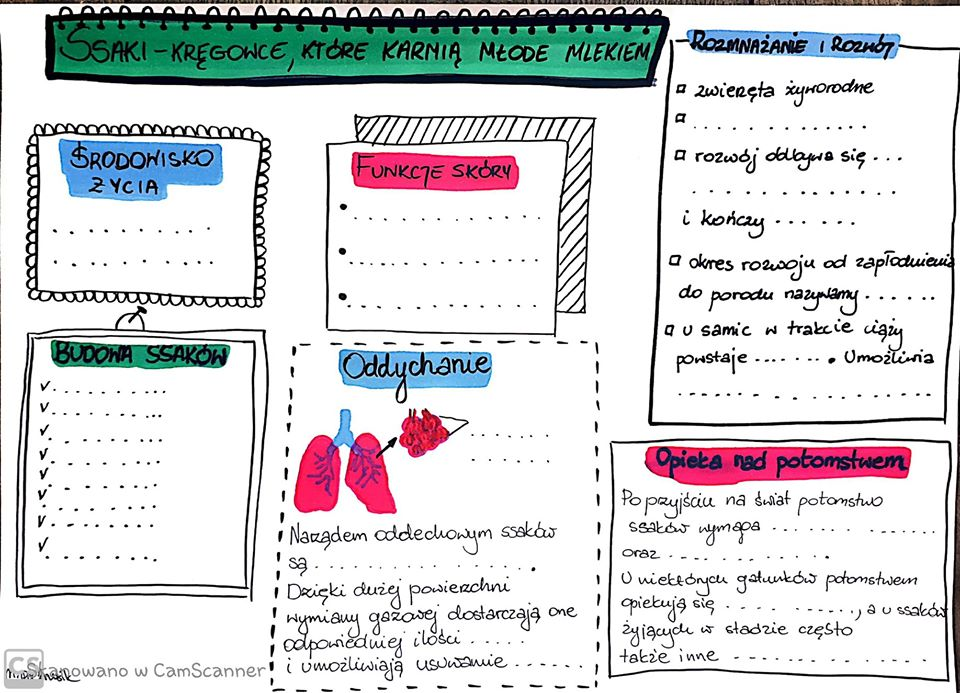 SSAKI - KRĘGOWCE, KTÓRE KARNIĄ MŁODE MLEKIEM
ŚRODOWISKO
ŻYCIA
. . . . . . . . . . . .
. . . . . . . . . . . .
BUDOWA SSAKÓW
✓ . . . . . . . . . . .
✓ . . . . . . . . . . .
✓ . . . . . . . . . . .
✓ . . . . . . . . . . .
✓ . . . . . . . . . . .
✓ . . . . . . . . . . .
✓ . . . . . . . . . . .
✓ . . . . . . . . . . .
FUNKCJE SKÓRY
• . . . . . . . . . . . .
• . . . . . . . . . . . .
• . . . . . . . . . . . .
Oddychanie
. . . . . . . .
. . . . . . . .
Narządem oddechowym ssaków
są . . . . . . . . . . . . . . .
Dzięki dużej powierzchni
wymiany gazowej dostarczają one
odpowiedniej ilości . . . . . .
i umożliwiają usuwanie . . . . . .
ROZMNAŻANIE I ROZWÓJ
□ zwierzęta żyworodne
□ . . . . . . . . . . . . .
□ rozwój odbywa się . . .
. . . . . . . . . . . . .
i kończy . . . . . . .
□ okres rozwoju od zapłodnienia
do porodu nazywamy . . . . . .
□ u samic w trakcie ciąży
powstaje . . . . . . . . Umożliwia
. . . . . . . . . . . . . . . . . .
Opieka nad potomstwem
Po przyjściu na świat potomstwo
ssaków wymaga . . . . . . . . . . . .
oraz . . . . . . . . . . . .
U niektórych gatunków potomstwem
opiekują się . . . . . . . . . . , a u ssaków
żyjących w stadzie często
także inne . . . . . . . . . . . .
CS Skanowano w CamScanner